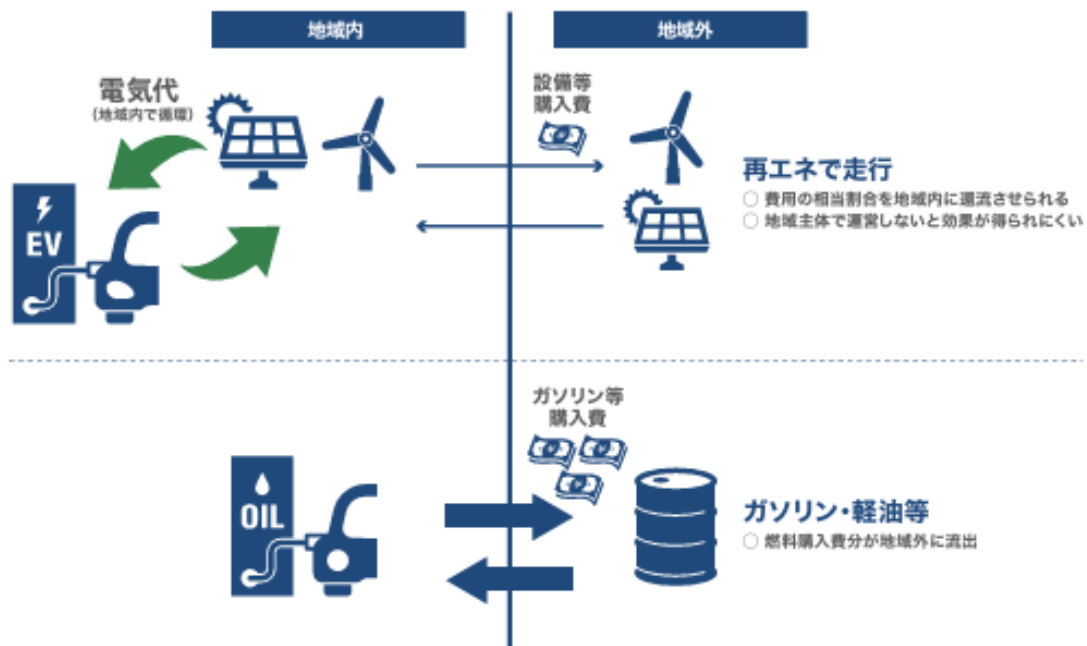 地域内
地域外
電気代
(地域内で循環)
設備等
購入費
EV
再エネで走行
○ 費用の相当割合を地域内に還流させられる
○ 地域主体で運営しないと効果が得られにくい
ガソリン等
購入費
OIL
ガソリン・軽油等
○ 燃料購入費分が地域外に流出